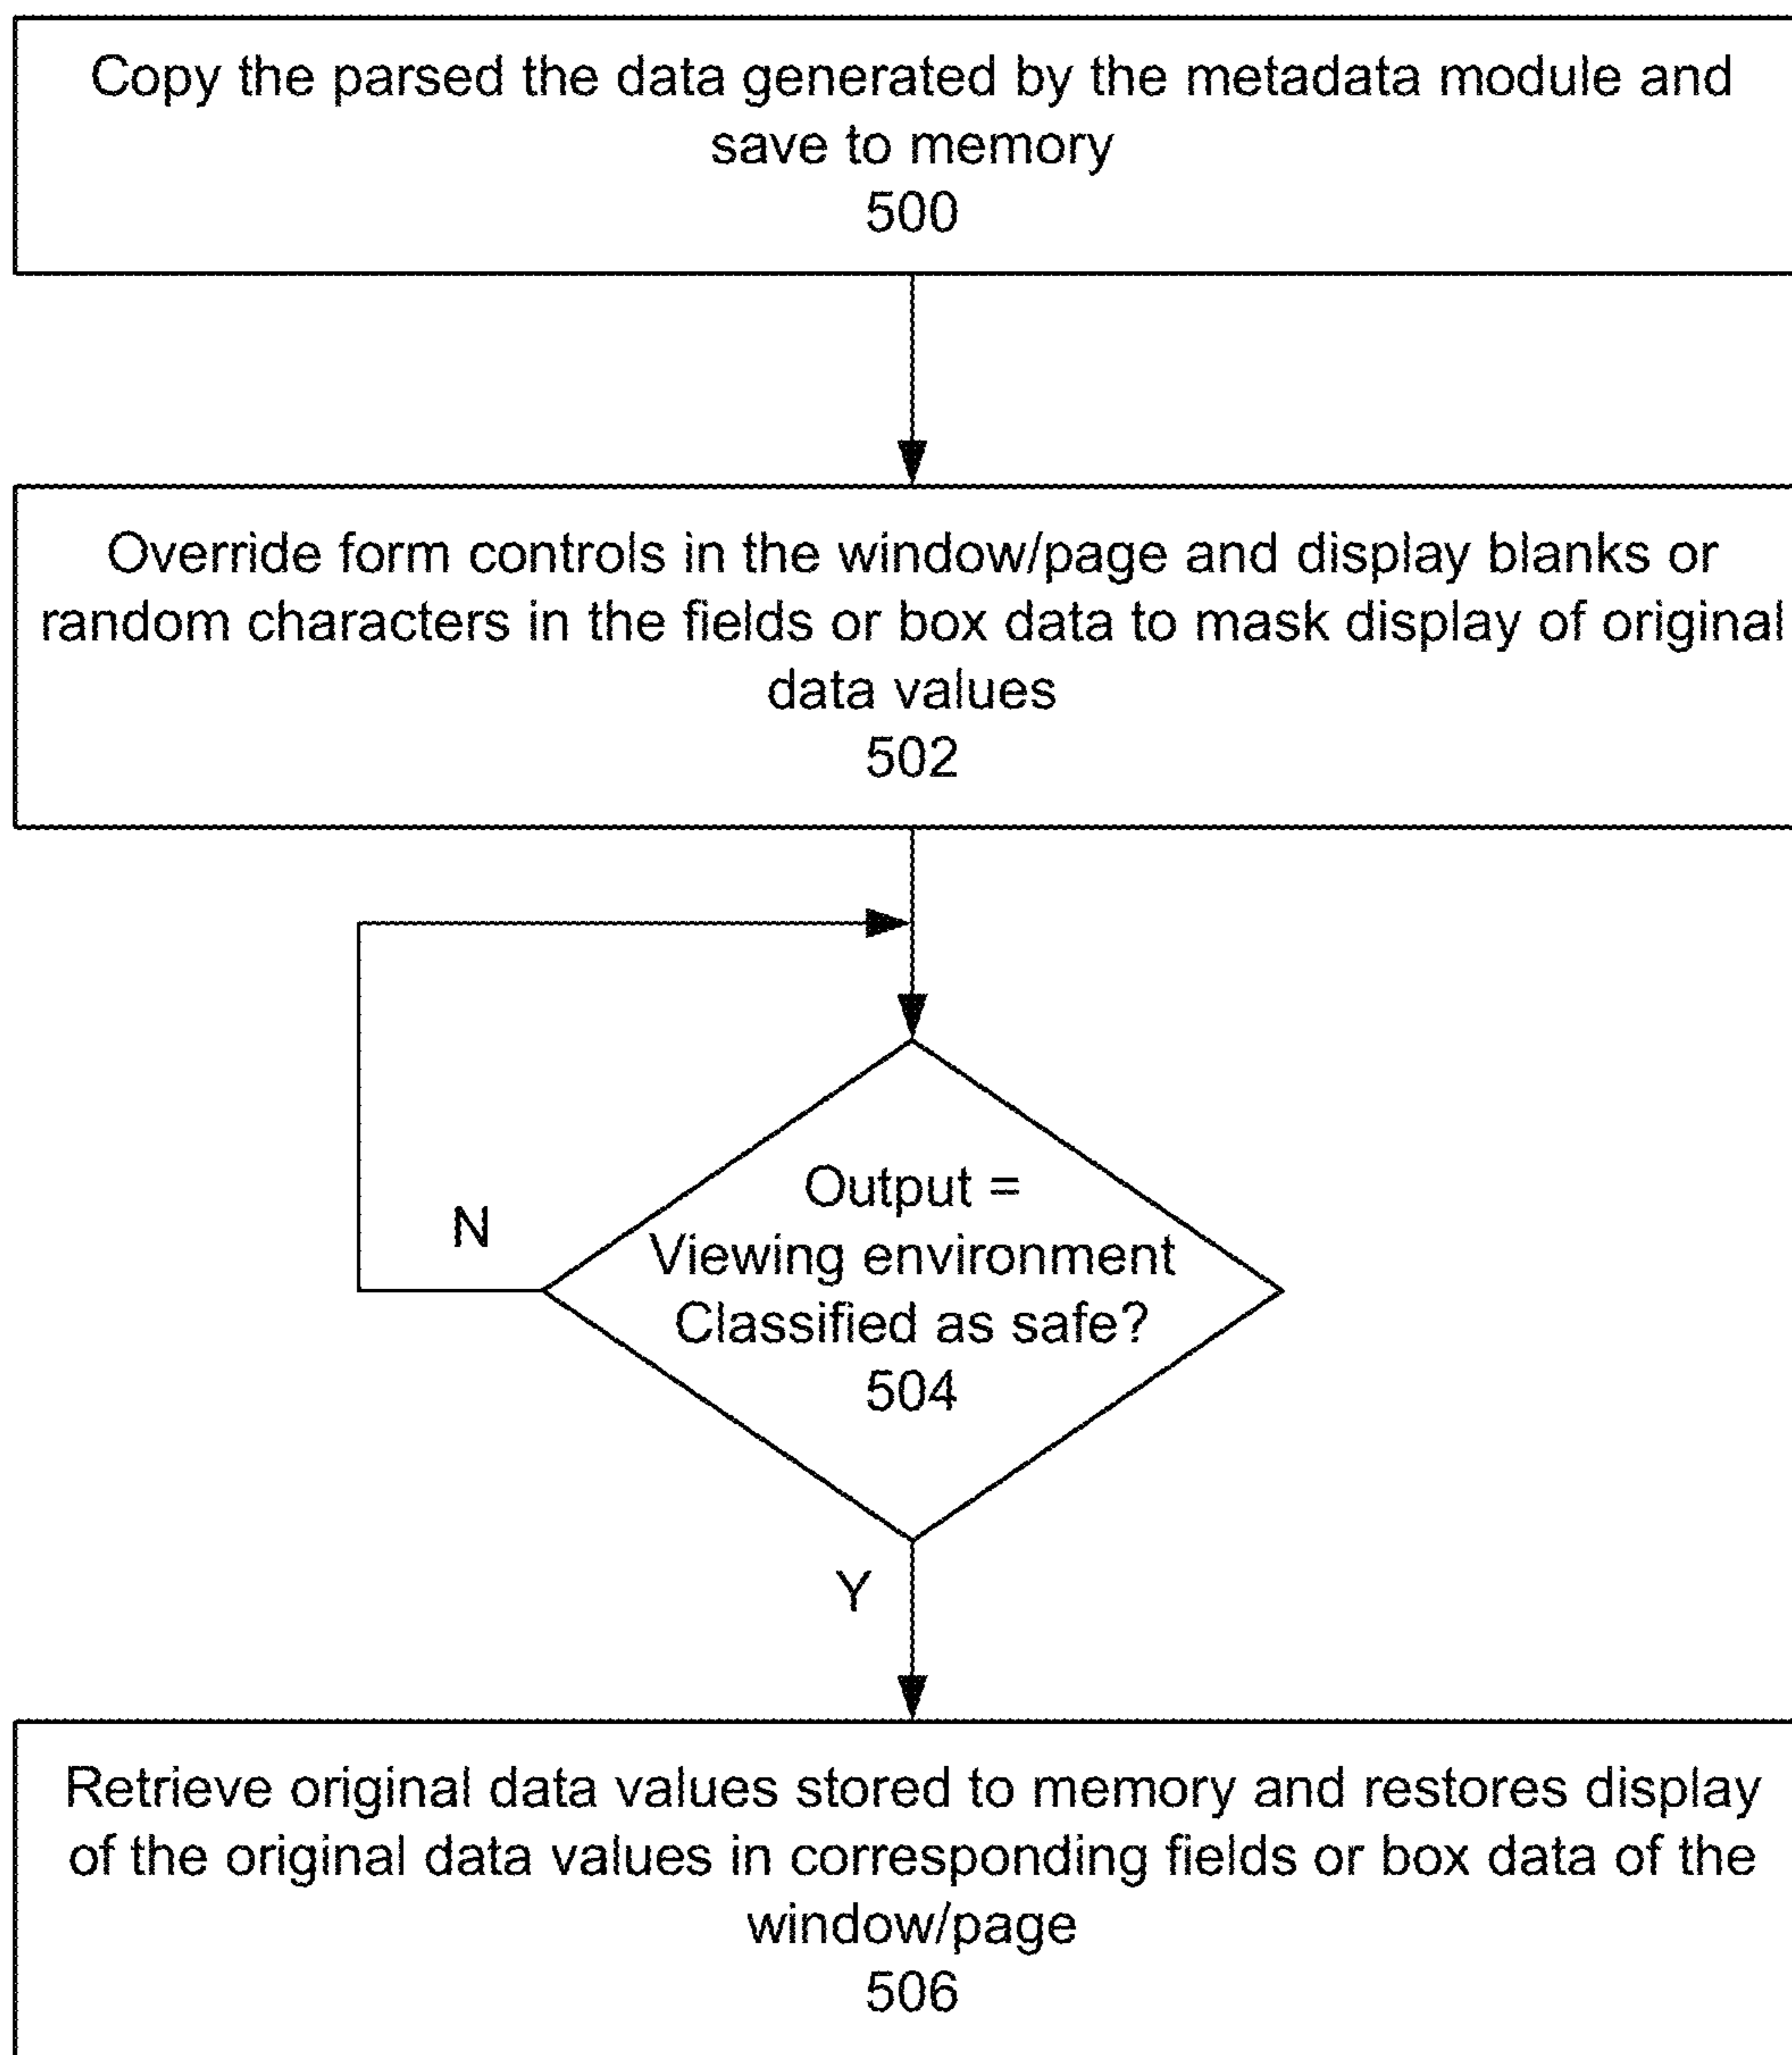 Copy the parsed the data generated by the metadata module and
save to memory
500
Override form controls in the window/page and display blanks or
random characters in the fields or box data to mask display of original
data values
502
Output =
Viewing environment
Classified as safe?
504
N
Y
Retrieve original data values stored to memory and restores display
of the original data values in corresponding fields or box data of the
window/page
506